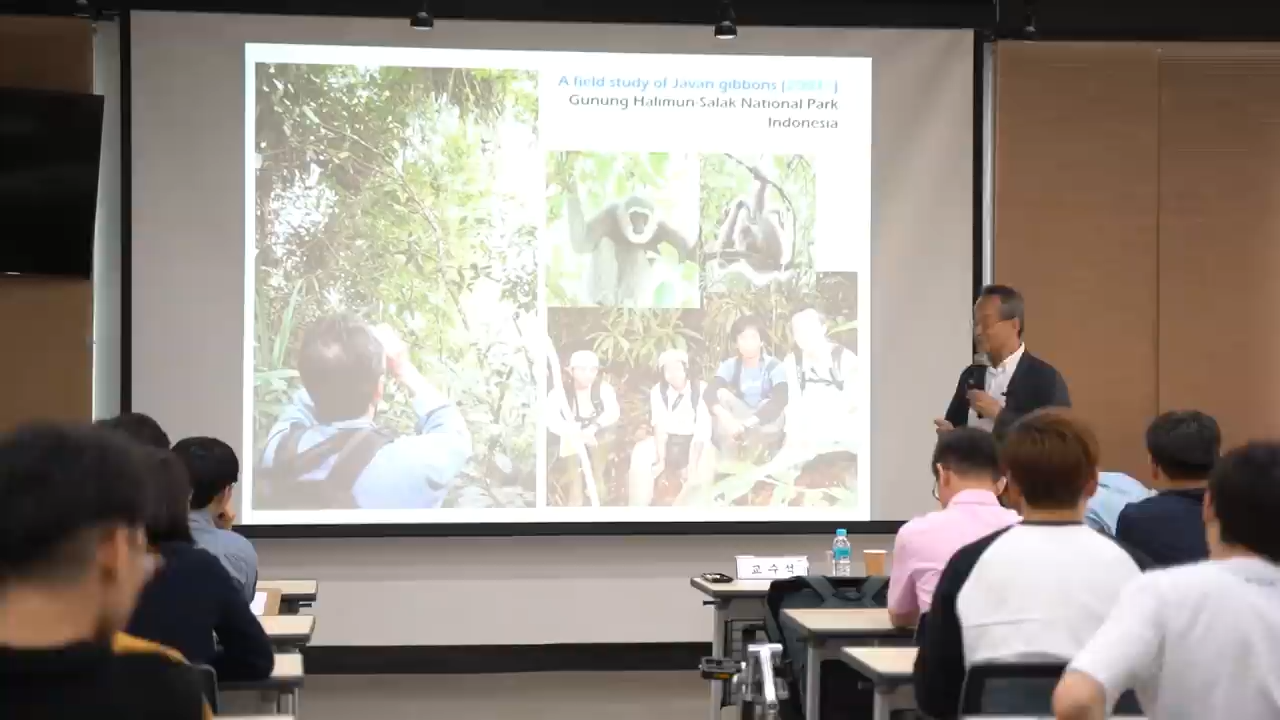 A field study of Javan gibbons [
Gunung Halimun-Salak National Park
Indonesia
교 수 석